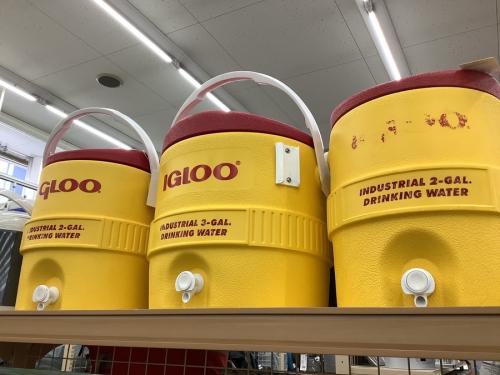 IGLOO
INDUSTRIAL 2-GAL.
DRINKING WATER
IGLOO®
INDUSTRIAL 3-GAL.
DRINKING WATER
INDUSTRIAL 2-GAL.
DRINKING WATER